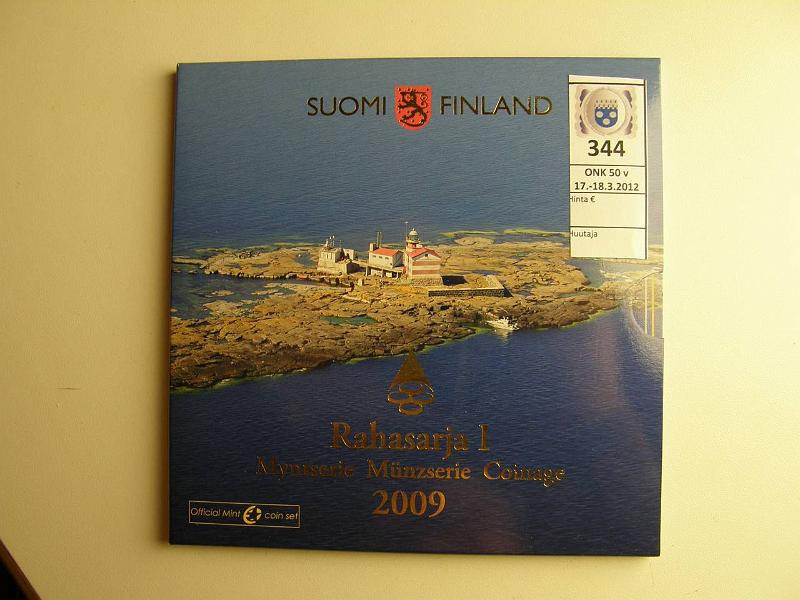 SUOMI FINLAND
344
ONK 50 v
17.-18.3.2012
Hinta €
Huutaja
Rahasarja I
Myntserie Münzserie Coinage
2009
Official Mint coin set